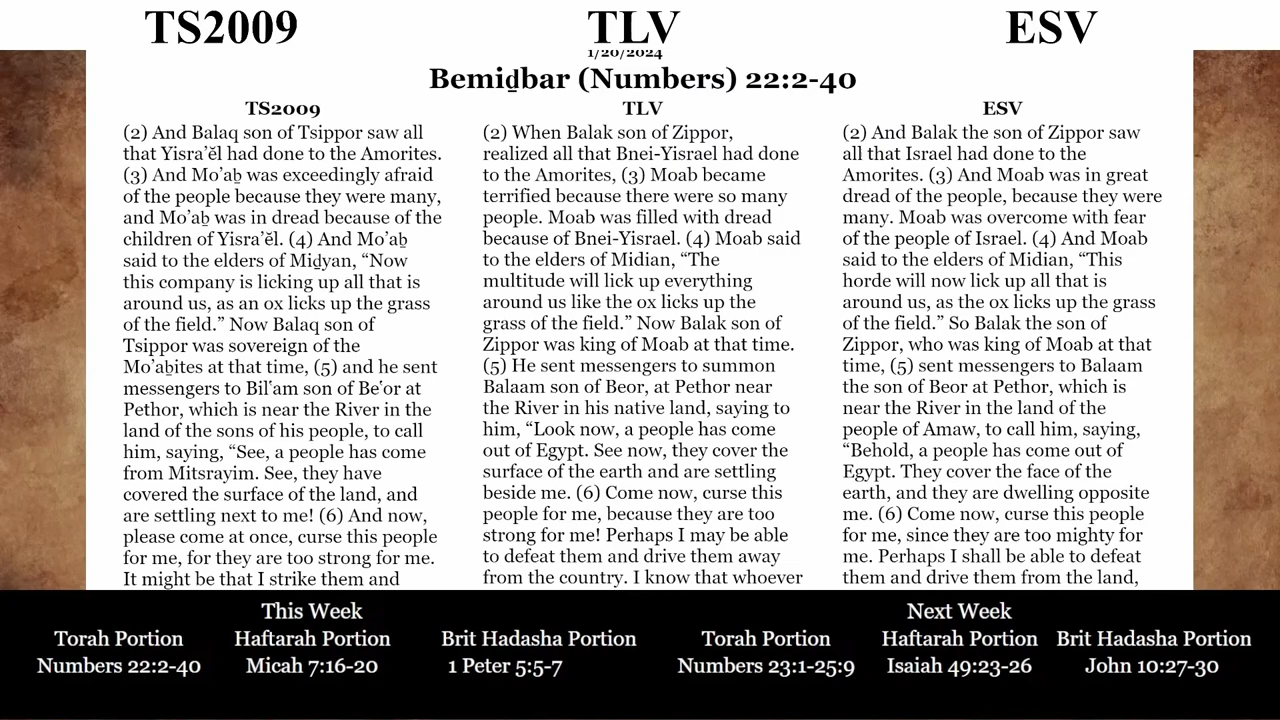 TS2009 TLV ESV
1/20/2024
Bemiḏbar (Numbers) 22:2-40
TS2009
(2) And Balaq son of Tsippor saw all
that Yisra’ĕl had done to the Amorites.
(3) And Mo’aḇ was exceedingly afraid
of the people because they were many,
and Mo’aḇ was in dread because of the
children of Yisra’ĕl. (4) And Mo’aḇ
said to the elders of Miḏyan, “Now
this company is licking up all that is
around us, as an ox licks up the grass
of the field.” Now Balaq son of
Tsippor was sovereign of the
Mo’aḇites at that time, (5) and he sent
messengers to Bil‛am son of Be‛or at
Pethor, which is near the River in the
land of the sons of his people, to call
him, saying, “See, a people has come
from Mitsrayim. See, they have
covered the surface of the land, and
are settling next to me! (6) And now,
please come at once, curse this people
for me, for they are too strong for me.
It might be that I strike them and
TLV
(2) When Balak son of Zippor,
realized all that Bnei-Yisrael had done
to the Amorites, (3) Moab became
terrified because there were so many
people. Moab was filled with dread
because of Bnei-Yisrael. (4) Moab said
to the elders of Midian, “The
multitude will lick up everything
around us like the ox licks up the
grass of the field.” Now Balak son of
Zippor was king of Moab at that time.
(5) He sent messengers to summon
Balaam son of Beor, at Pethor near
the River in his native land, saying to
him, “Look now, a people has come
out of Egypt. See now, they cover the
surface of the earth and are settling
beside me. (6) Come now, curse this
people for me, because they are too
strong for me! Perhaps I may be able
to defeat them and drive them away
from the country. I know that whoever
ESV
(2) And Balak the son of Zippor saw
all that Israel had done to the
Amorites. (3) And Moab was in great
dread of the people, because they were
many. Moab was overcome with fear
of the people of Israel. (4) And Moab
said to the elders of Midian, “This
horde will now lick up all that is
around us, as the ox licks up the grass
of the field.” So Balak the son of
Zippor, who was king of Moab at that
time, (5) sent messengers to Balaam
the son of Beor at Pethor, which is
near the River in the land of the
people of Amaw, to call him, saying,
“Behold, a people has come out of
Egypt. They cover the face of the
earth, and they are dwelling opposite
me. (6) Come now, curse this people
for me, since they are too mighty for
me. Perhaps I shall be able to defeat
them and drive them from the land,
This Week
Torah Portion Haftarah Portion Brit Hadasha Portion
Numbers 22:2-40 Micah 7:16-20 1 Peter 5:5-7
Next Week
Torah Portion Haftarah Portion Brit Hadasha Portion
Numbers 23:1-25:9 Isaiah 49:23-26 John 10:27-30